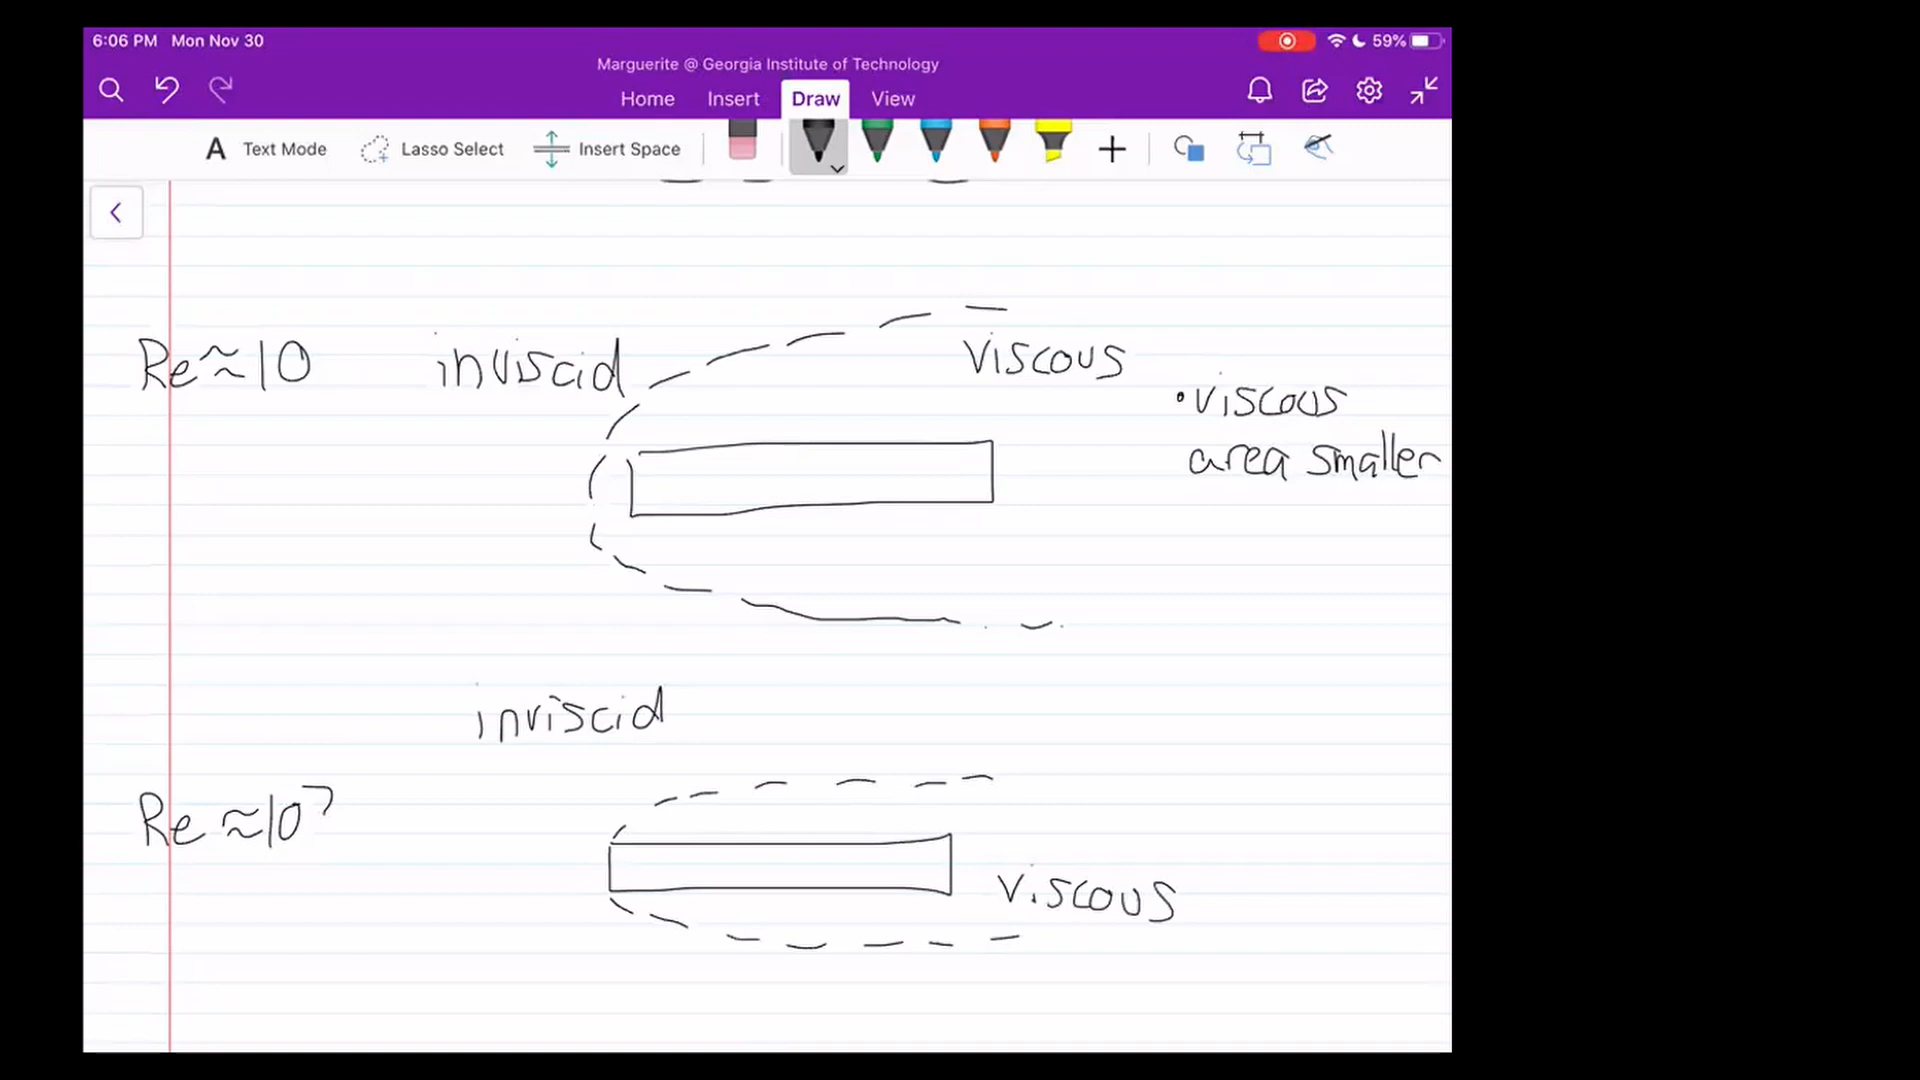 6:06 PM Mon Nov 30
59%
Marguerite @ Georgia Institute of Technology
Home Insert Draw View
A Text Mode Lasso Select Insert Space
Re≈10 inviscid viscous
•viscous
area smaller
inviscid
Re≈10⁷
viscous